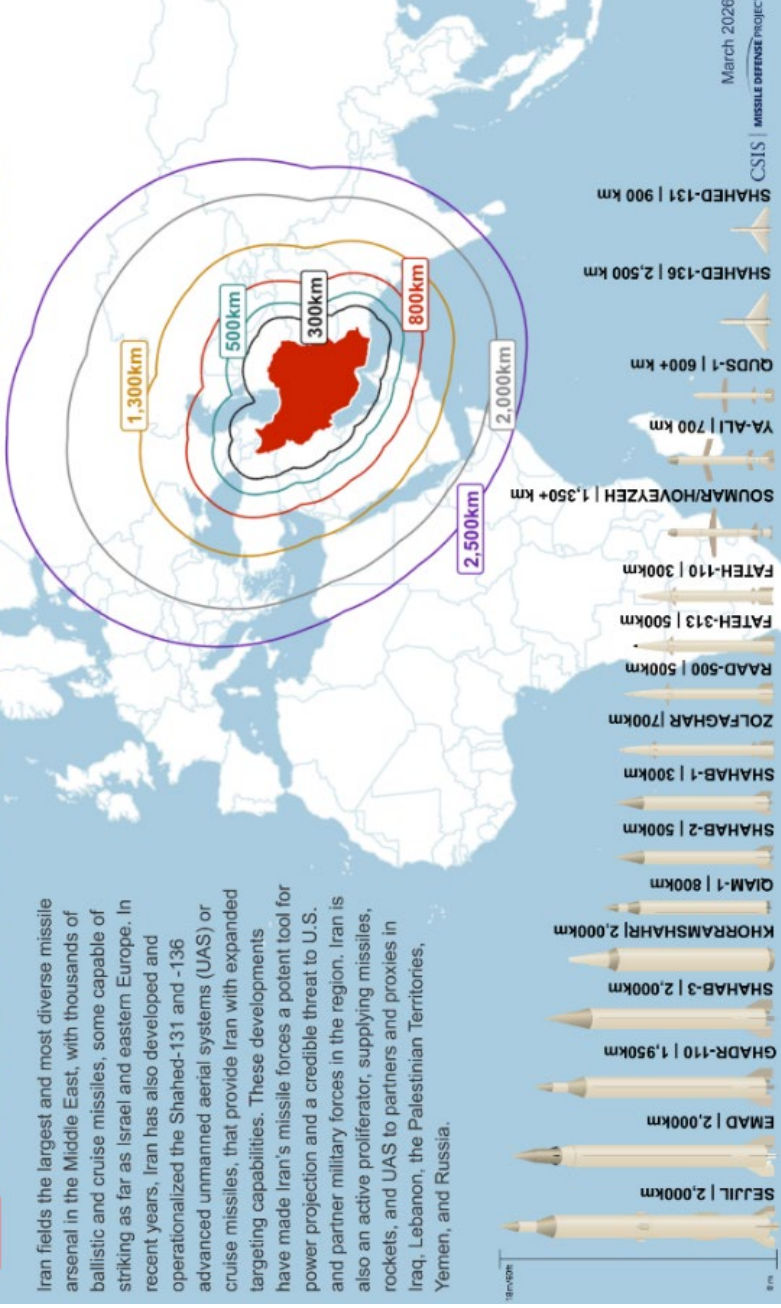 Iran fields the largest and most diverse missile
arsenal in the Middle East, with thousands of
ballistic and cruise missiles, some capable of
striking as far as Israel and eastern Europe. In
recent years, Iran has also developed and
operationalized the Shahed-131 and -136
advanced unmanned aerial systems (UAS) or
cruise missiles, that provide Iran with expanded
targeting capabilities. These developments
have made Iran's missile forces a potent tool for
power projection and a credible threat to U.S.
and partner military forces in the region. Iran is
also an active proliferator, supplying missiles,
rockets, and UAS to partners and proxies in
Iraq, Lebanon, the Palestinian Territories,
Yemen, and Russia.
1,300km
500km
300km
800km
2,000km
2,500km
18m/60ft
0 m
SEJJIL | 2,000km
EMAD | 2,000km
GHADR-110 | 1,950km
SHAHAB-3 | 2,000km
KHORRAMSHAHR| 2,000km
QIAM-1 | 800km
SHAHAB-2 | 500km
SHAHAB-1 | 300km
ZOLFAGHAR |700km
RAAD-500 | 500km
FATEH-313 | 500km
FATEH-110 | 300km
SOUMAR/HOVEYZEH | 1,350+ km
YA-ALI | 700 km
QUDS-1 | 600+ km
SHAHED-136 | 2,500 km
SHAHED-131 | 900 km
March 2026
CSIS | MISSILE DEFENSE PROJECT